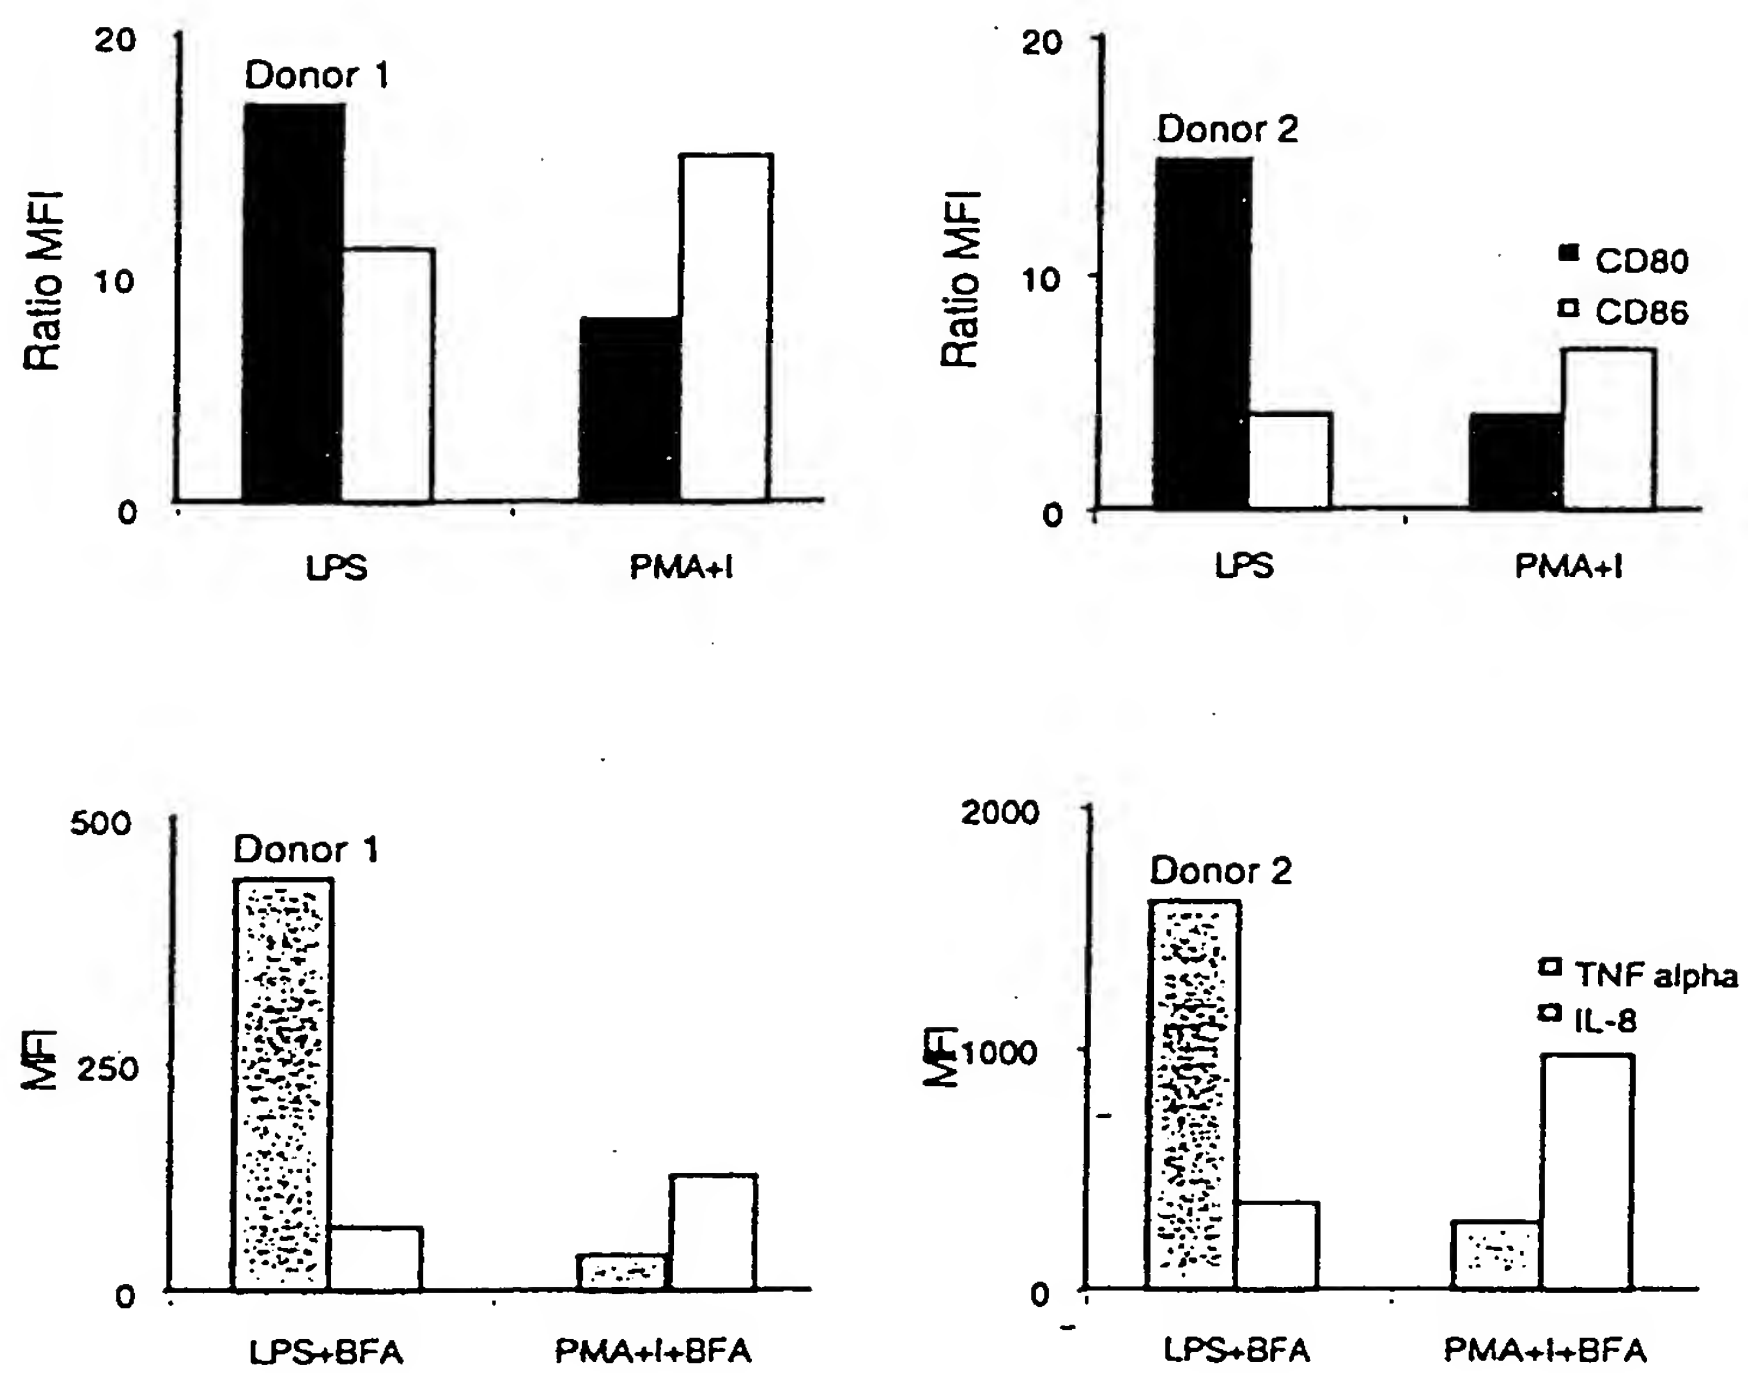 20
Donor 1
Ratio MFI
10
0
LPS PMA+I
20
Donor 2
Ratio MFI
10
CD80
CD86
0
LPS PMA+I
500
Donor 1
MFI
250
0
LPS+BFA PMA+I+BFA
2000
Donor 2
TNF alpha
IL-8
MFI
1000
0
LPS+BFA PMA+I+BFA